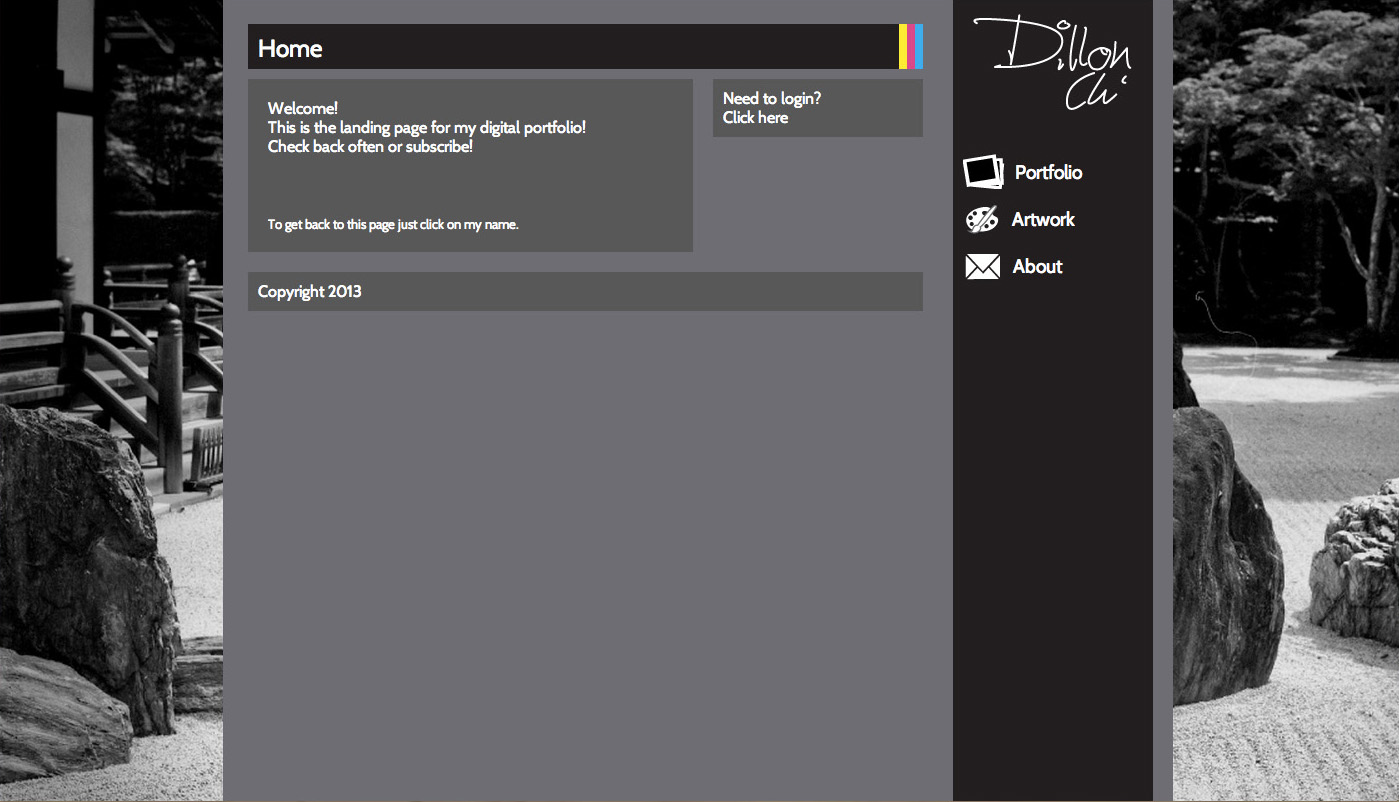 Home
Welcome!
This is the landing page for my digital portfolio!
Check back often or subscribe!
To get back to this page just click on my name.
Need to login?
Click here
Copyright 2013
Dillon
Chi
Portfolio
Artwork
About